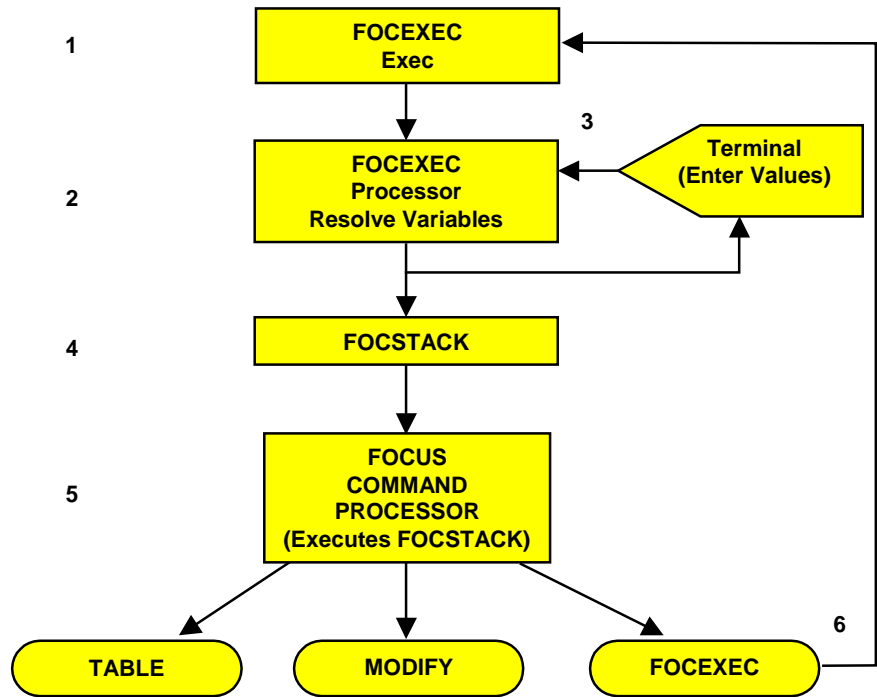 1
FOCEXEC
Exec
3
Terminal
(Enter Values)
2
FOCEXEC
Processor
Resolve Variables
4
FOCSTACK
5
FOCUS
COMMAND
PROCESSOR
(Executes FOCSTACK)
6
TABLE
MODIFY
FOCEXEC